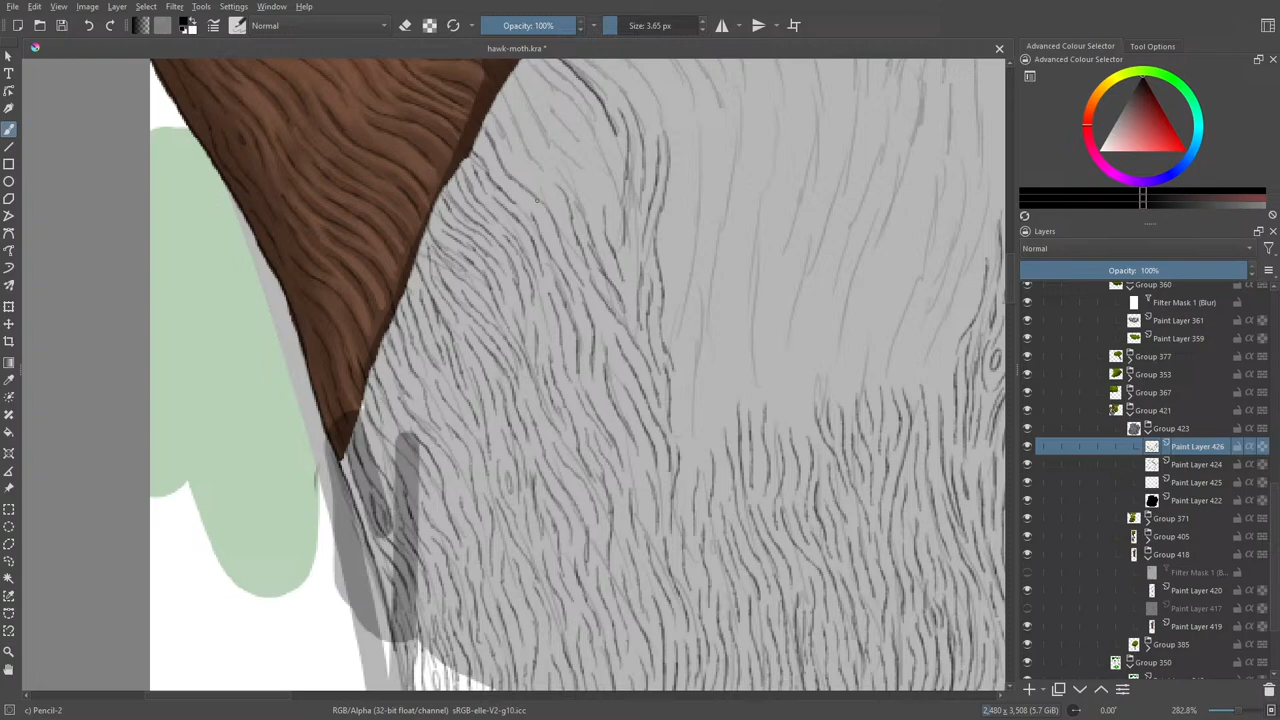 File Edit View Image Layer Select Filter Tools Settings Window Help
Normal Opacity: 100% Size: 3.65 px
hawk-moth.kra *
Advanced Colour Selector Tool Options
Advanced Colour Selector
Layers
Normal
Opacity: 100%
Group 360
Filter Mask 1 (Blur)
Paint Layer 361
Paint Layer 359
Group 377
Group 353
Group 367
Group 421
Group 423
Paint Layer 426
Paint Layer 424
Paint Layer 425
Paint Layer 422
Group 371
Group 405
Group 418
Filter Mask 1 (B...
Paint Layer 420
Paint Layer 417
Paint Layer 419
Group 385
Group 350
c) Pencil-2 RGB/Alpha (32-bit float/channel) sRGB-elle-V2-g10.icc 2,480 x 3,508 (5.7 GiB) 0.00° 282.8%